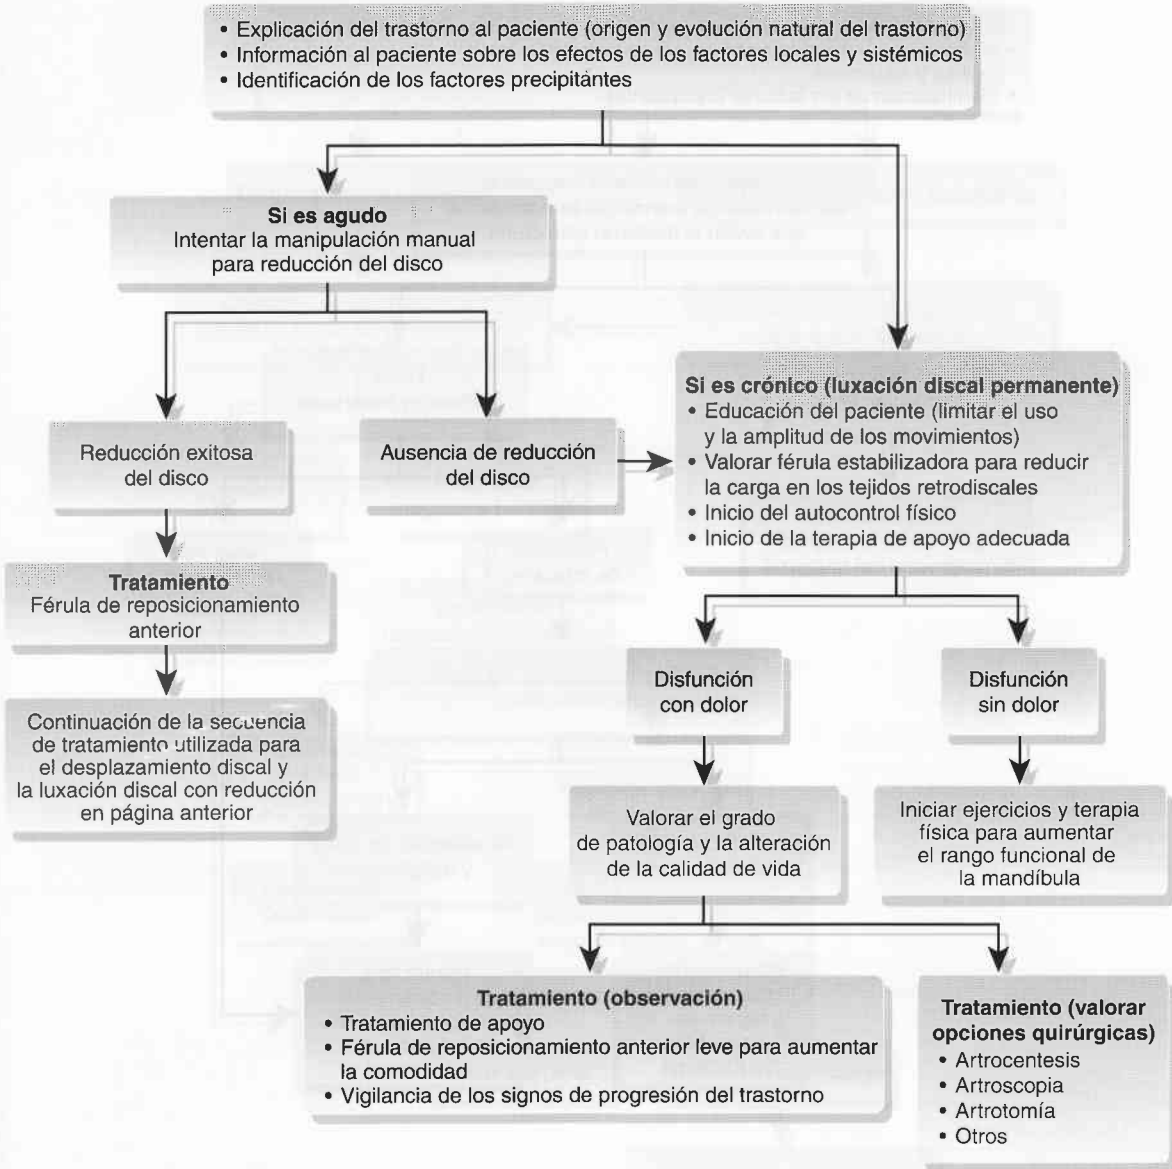 • Explicación del trastorno al paciente (origen y evolución natural del trastorno)
• Información al paciente sobre los efectos de los factores locales y sistémicos
• Identificación de los factores precipitantes
Si es agudo
Intentar la manipulación manual
para reducción del disco
Reducción exitosa
del disco
Ausencia de reducción
del disco
Si es crónico (luxación discal permanente)
• Educación del paciente (limitar el uso
y la amplitud de los movimientos)
• Valorar férula estabilizadora para reducir
la carga en los tejidos retrodiscales
• Inicio del autocontrol físico
• Inicio de la terapia de apoyo adecuada
Tratamiento
Férula de reposicionamiento
anterior
Continuación de la secuencia
de tratamiento utilizada para
el desplazamiento discal y
la luxación discal con reducción
en página anterior
Disfunción
con dolor
Disfunción
sin dolor
Valorar el grado
de patología y la alteración
de la calidad de vida
Iniciar ejercicios y terapia
física para aumentar
el rango funcional de
la mandíbula
Tratamiento (observación)
• Tratamiento de apoyo
• Férula de reposicionamiento anterior leve para aumentar
la comodidad
• Vigilancia de los signos de progresión del trastorno
Tratamiento (valorar
opciones quirúrgicas)
• Artrocentesis
• Artroscopia
• Artrotomía
• Otros